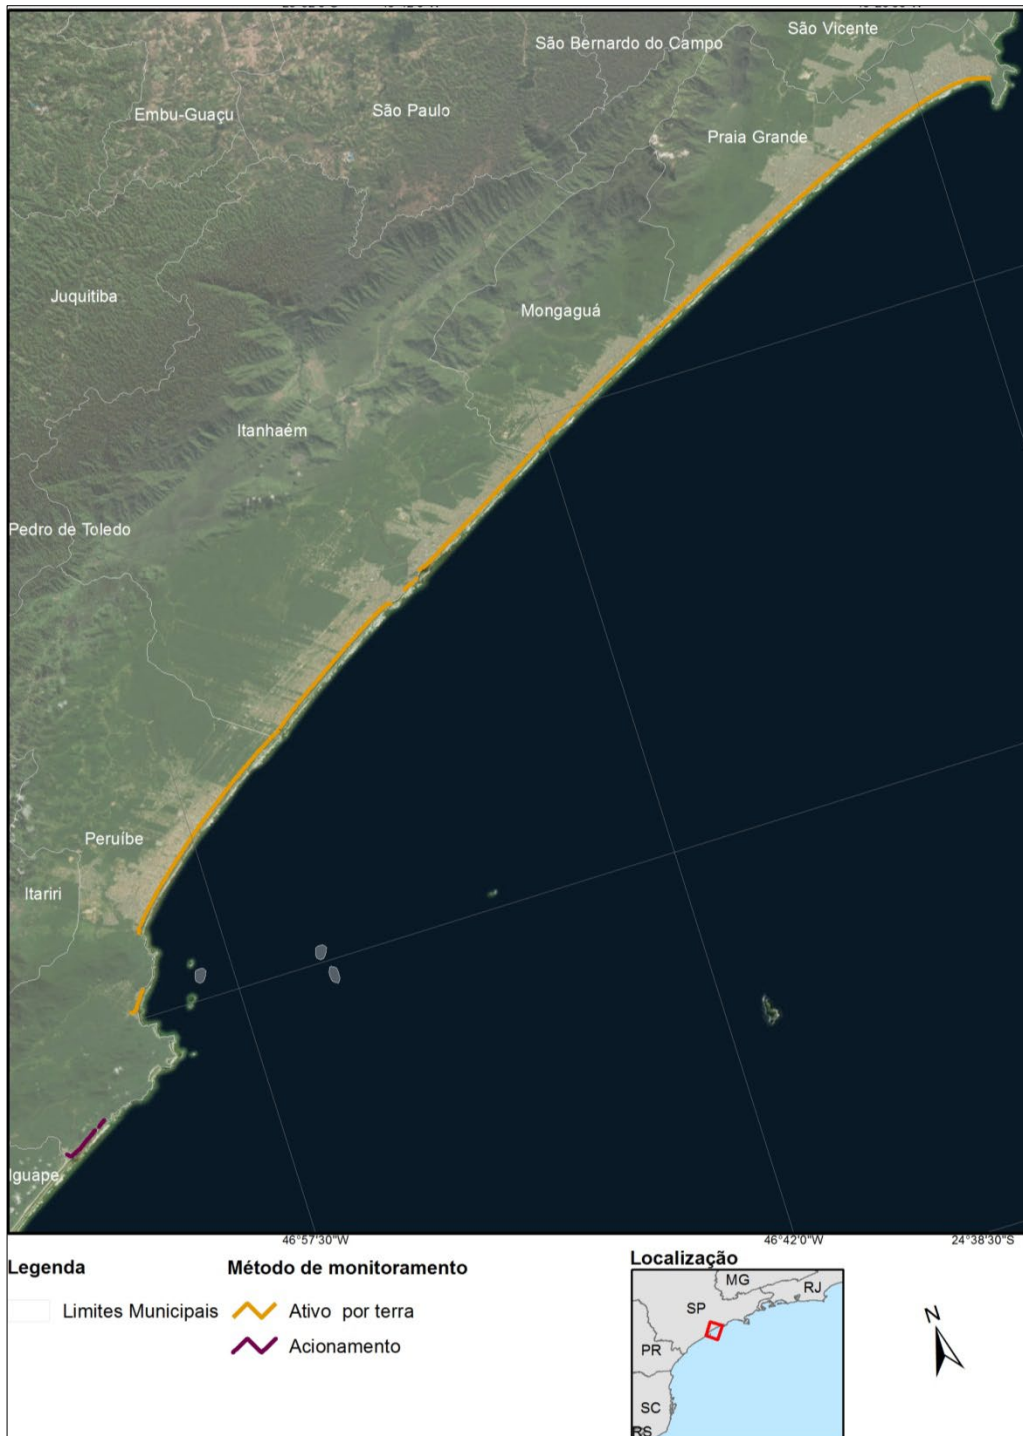 São Vicente
São Bernardo do Campo
São Paulo
Embu-Guaçu
Praia Grande
Juquitiba
Mongaguá
Itanhaém
Pedro de Toledo
Peruíbe
Itariri
Iguape
46°57'30"W
46°42'0"W
24°38'30"S
Legenda
Limites Municipais
Método de monitoramento
Ativo por terra
Acionamento
Localização
MG
RJ
SP
PR
SC
RS
N